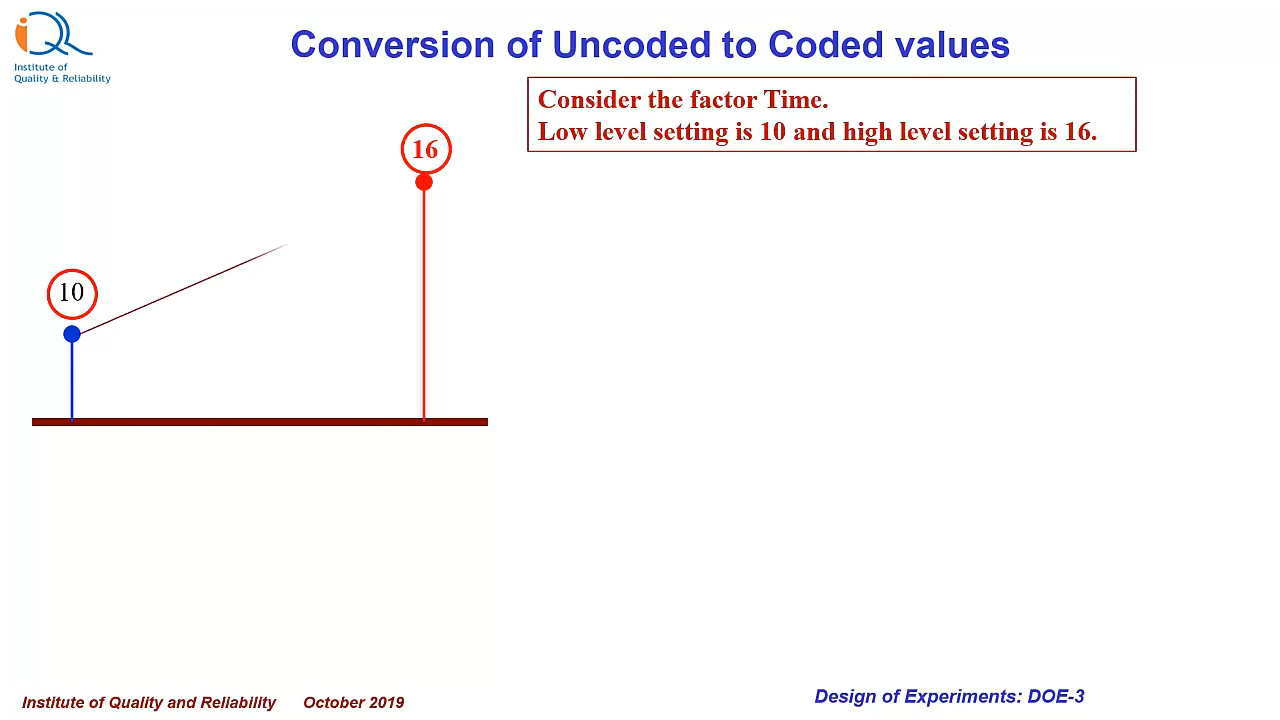 iQR
Institute of
Quality & Reliability
Conversion of Uncoded to Coded values
Consider the factor Time.
Low level setting is 10 and high level setting is 16.
16
10
Institute of Quality and Reliability October 2019
Design of Experiments: DOE-3